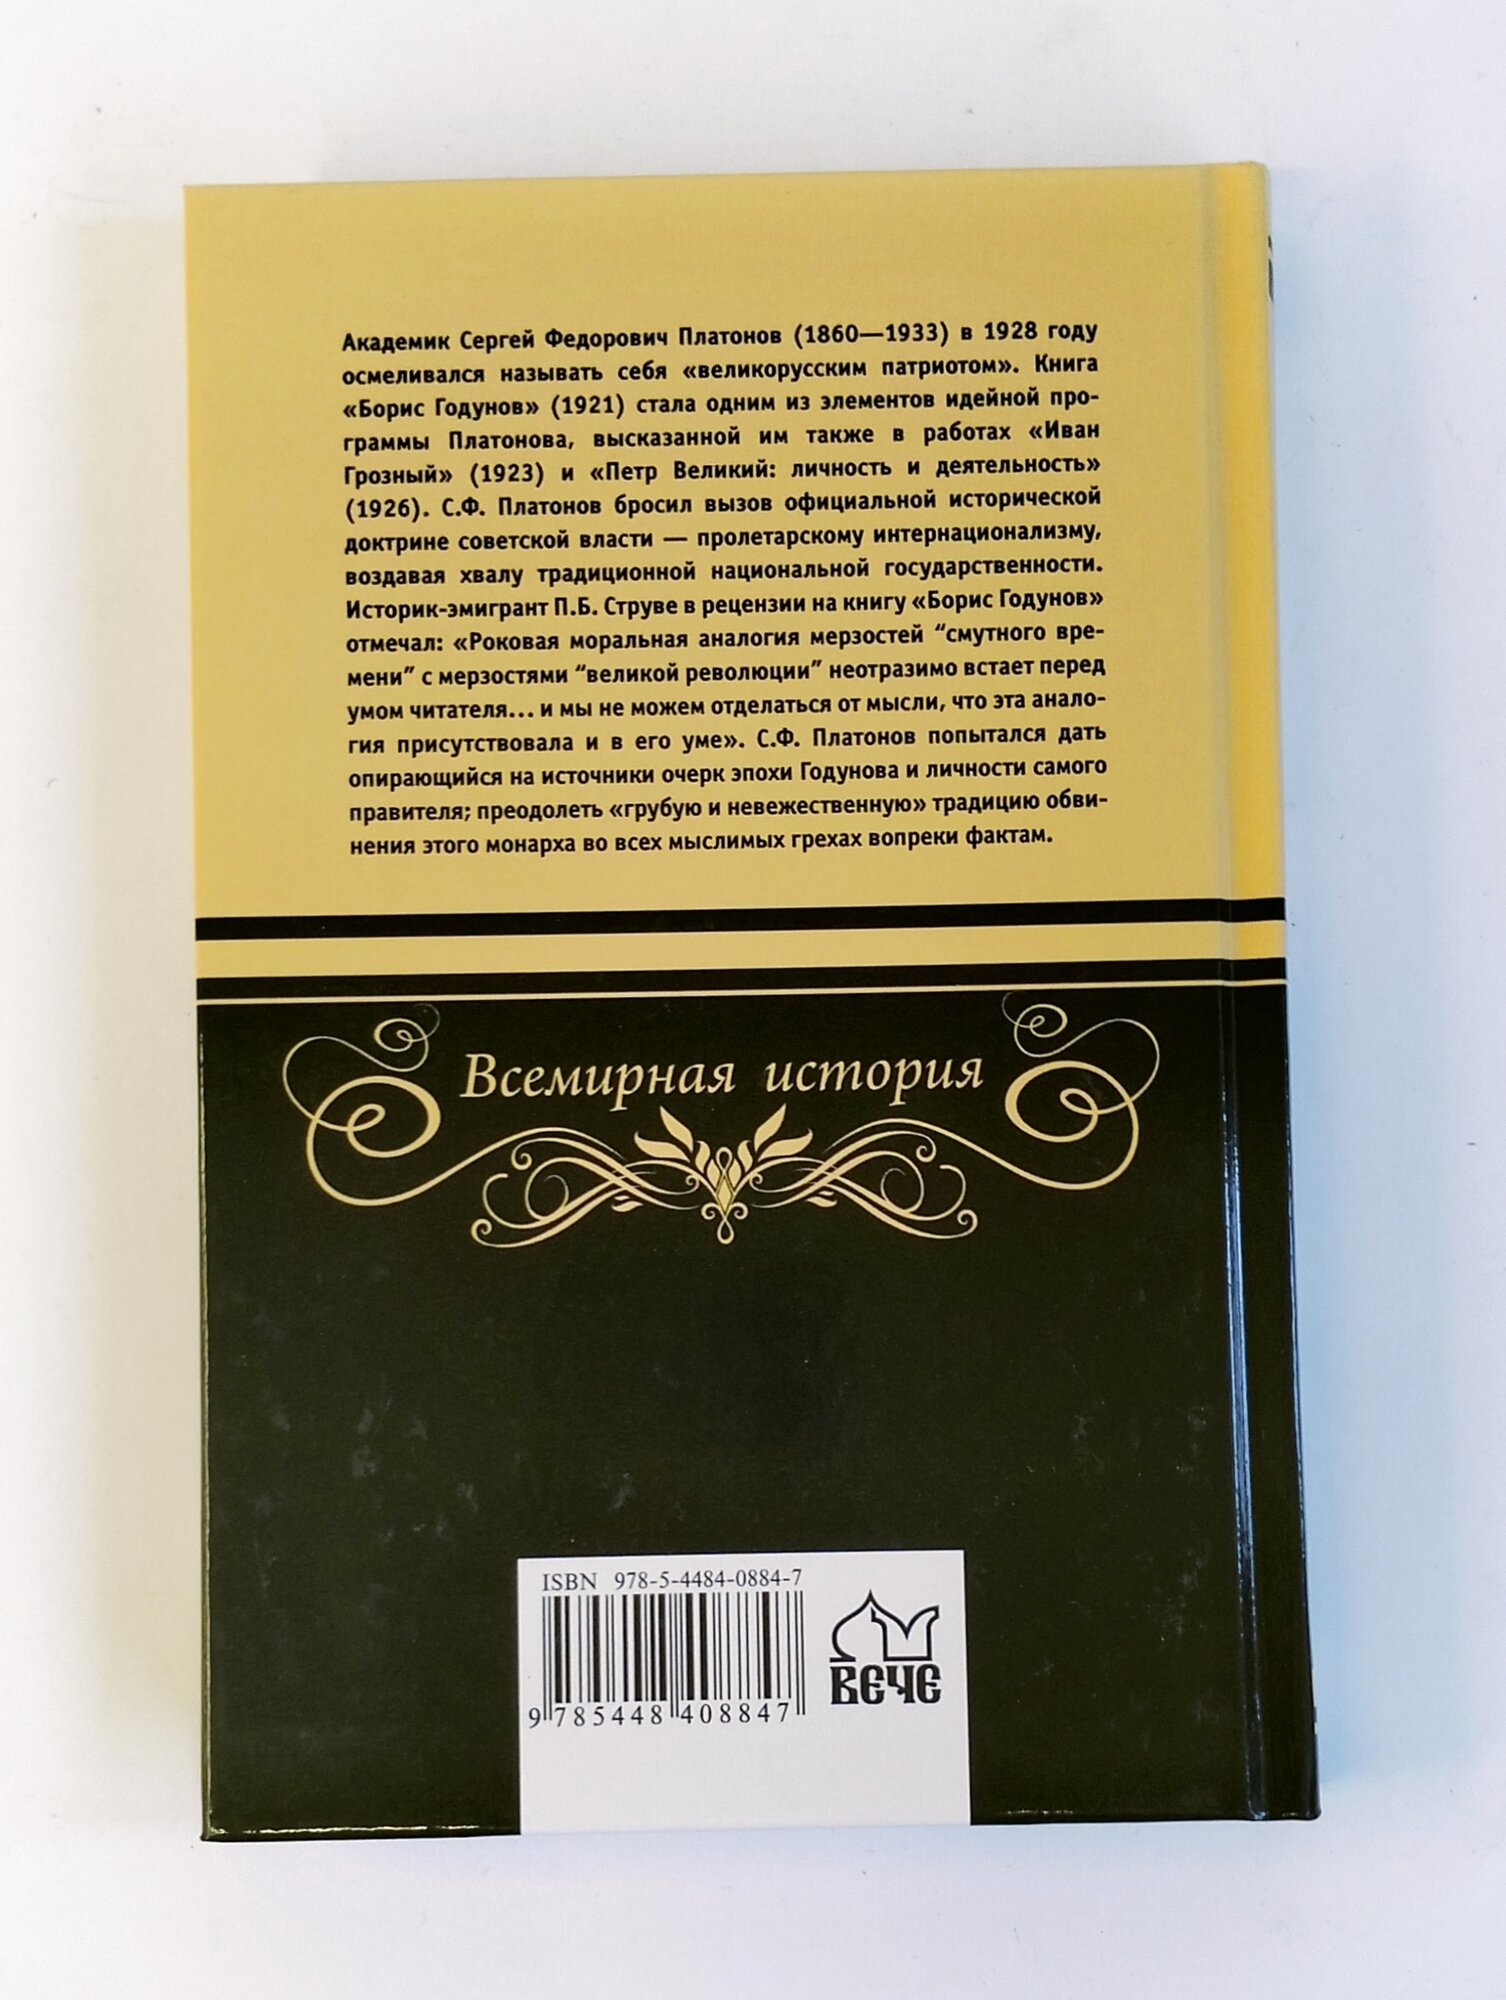 Академик Сергей Федорович Платонов (1860—1933) в 1928 году
осмеливался называть себя «великорусским патриотом». Книга
«Борис Годунов» (1921) стала одним из элементов идейной про-
граммы Платонова, высказанной им также в работах «Иван
Грозный» (1923) и «Петр Великий: личность и деятельность»
(1926). С.Ф. Платонов бросил вызов официальной исторической
доктрине советской власти — пролетарскому интернационализму,
воздавая хвалу традиционной национальной государственности.
Историк-эмигрант П.Б. Струве в рецензии на книгу «Борис Годунов»
отмечал: «Роковая моральная аналогия мерзостей “смутного вре-
мени” с мерзостями “великой революции” неотразимо встает перед
умом читателя... и мы не можем отделаться от мысли, что эта анало-
гия присутствовала и в его уме». С.Ф. Платонов попытался дать
опирающийся на источники очерк эпохи Годунова и личности самого
правителя; преодолеть «грубую и невежественную» традицию обви-
нения этого монарха во всех мыслимых грехах вопреки фактам.
Всемирная история
ISBN 978-5-4484-0884-7
9 785448 408847
ВЕЧЕ